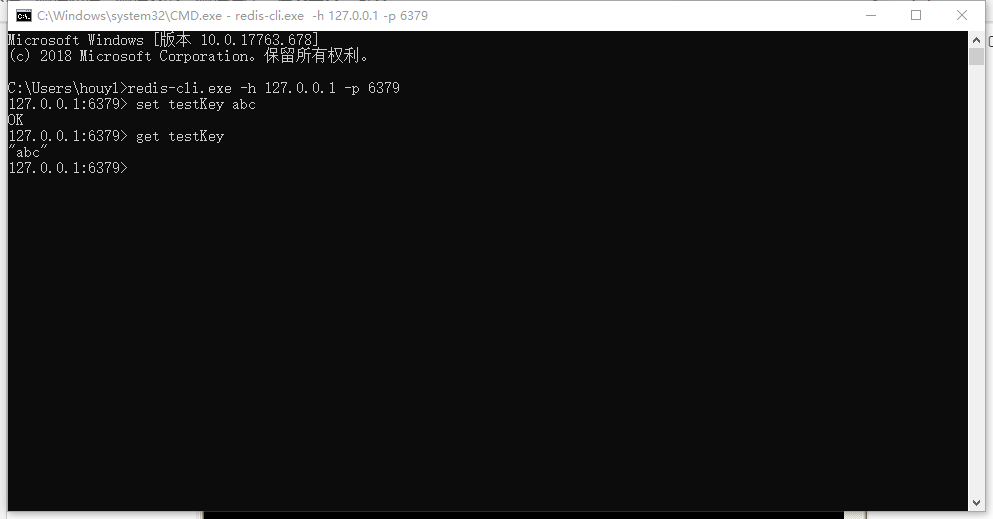 C:\Windows\system32\CMD.exe - redis-cli.exe  -h 127.0.0.1 -p 6379
Microsoft Windows [版本 10.0.17763.678]
(c) 2018 Microsoft Corporation。保留所有权利。
C:\Users\houyl>redis-cli.exe -h 127.0.0.1 -p 6379
127.0.0.1:6379> set testKey abc
OK
127.0.0.1:6379> get testKey
"abc"
127.0.0.1:6379>